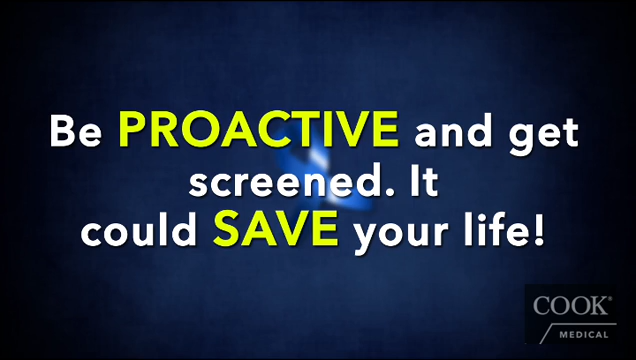 Be PROACTIVE and get
screened. It
could SAVE your life!
COOK®
MEDICAL